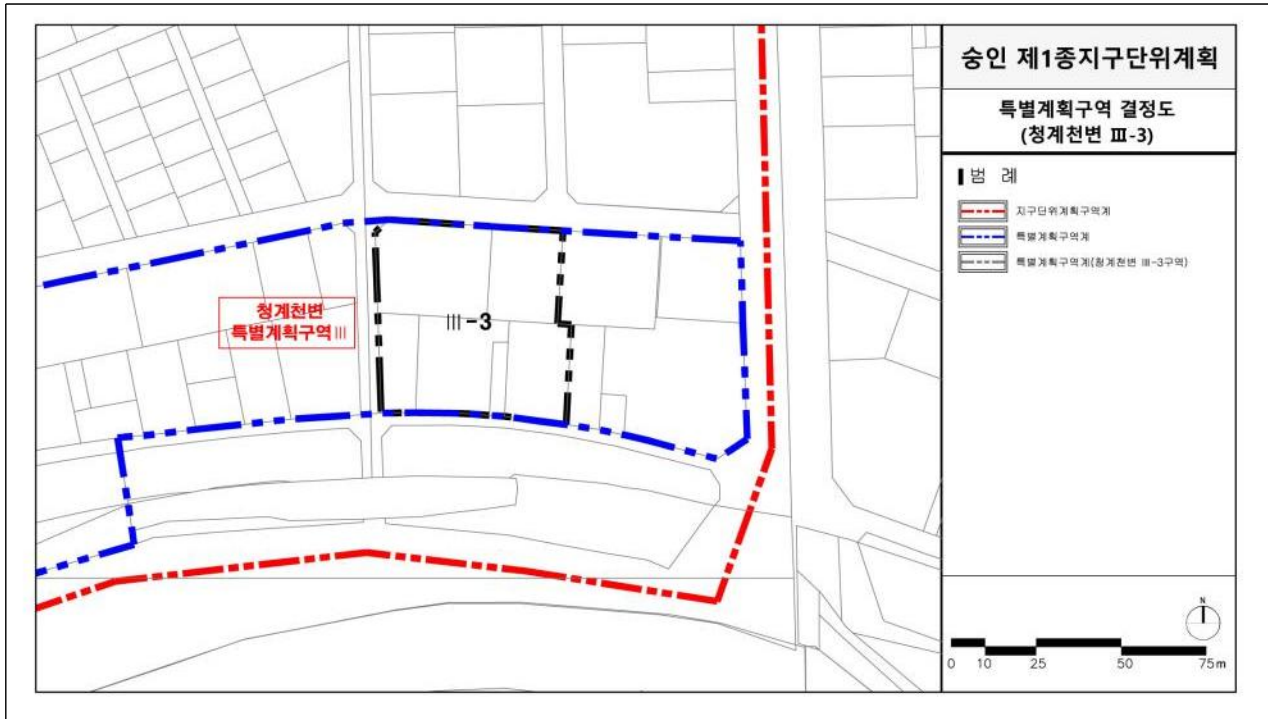 숭인 제1종지구단위계획
특별계획구역 결정도
(청계천변 Ⅲ-3)
범 례
지구단위계획구역계
특별계획구역계
특별계획구역계(청계천변 Ⅲ-3구역)
청계천변
특별계획구역Ⅲ
Ⅲ-3
N
0 10 25 50 75m